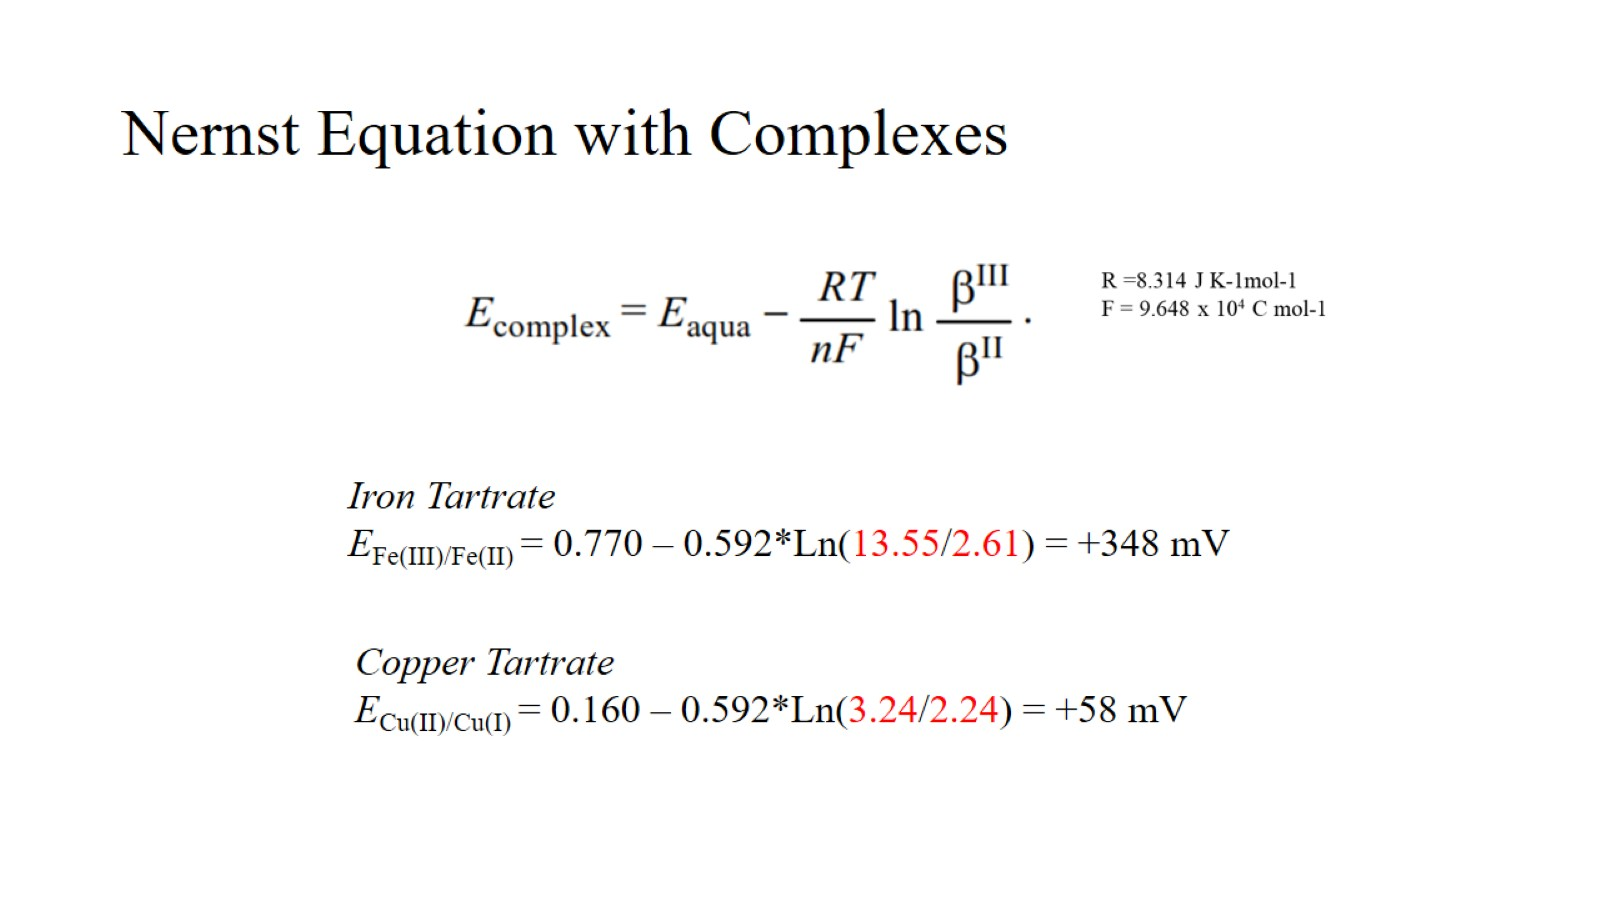 Nernst Equation with Complexes
E_complex = E_aqua − RT/nF ln β^III/β^II .
R =8.314 J K-1mol-1
F = 9.648 x 10⁴ C mol-1
Iron Tartrate
E_Fe(III)/Fe(II) = 0.770 – 0.592*Ln(13.55/2.61) = +348 mV
Copper Tartrate
E_Cu(II)/Cu(I) = 0.160 – 0.592*Ln(3.24/2.24) = +58 mV